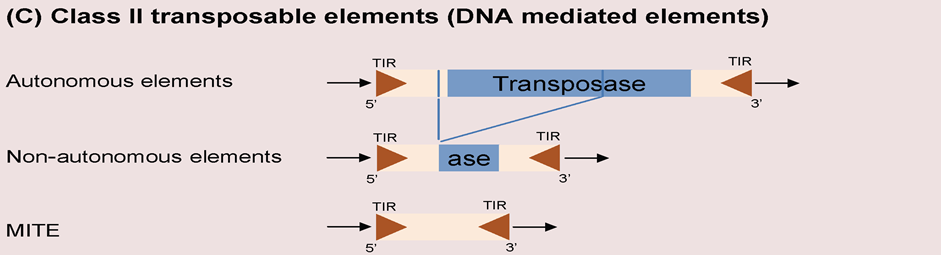 (C) Class II transposable elements (DNA mediated elements)
TIR TIR
Autonomous elements Transposase
5' 3'
TIR TIR
Non-autonomous elements ase
5' 3'
TIR TIR
MITE
5' 3'